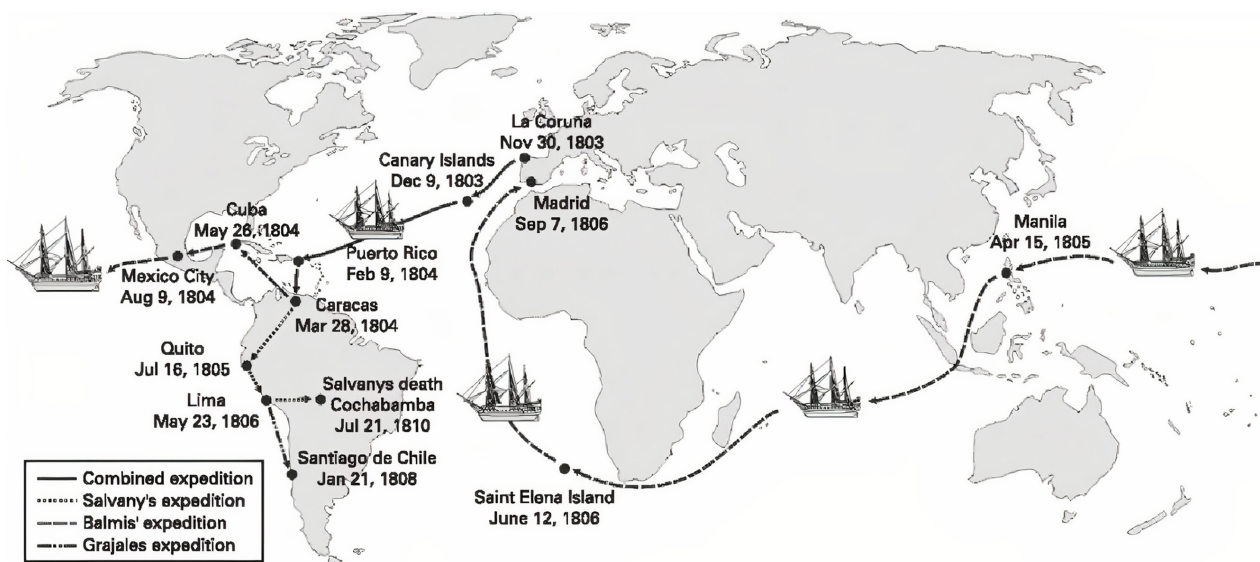 La Coruña
Nov 30, 1803
Canary Islands
Dec 9, 1803
Madrid
Sep 7, 1806
Cuba
May 26, 1804
Manila
Apr 15, 1805
Puerto Rico
Feb 9, 1804
Mexico City
Aug 9, 1804
Caracas
Mar 28, 1804
Quito
Jul 16, 1805
Lima
May 23, 1806
Salvanys death
Cochabamba
Jul 21, 1810
Santiago de Chile
Jan 21, 1808
Saint Elena Island
June 12, 1806
Combined expedition
Salvany's expedition
Balmis' expedition
Grajales expedition